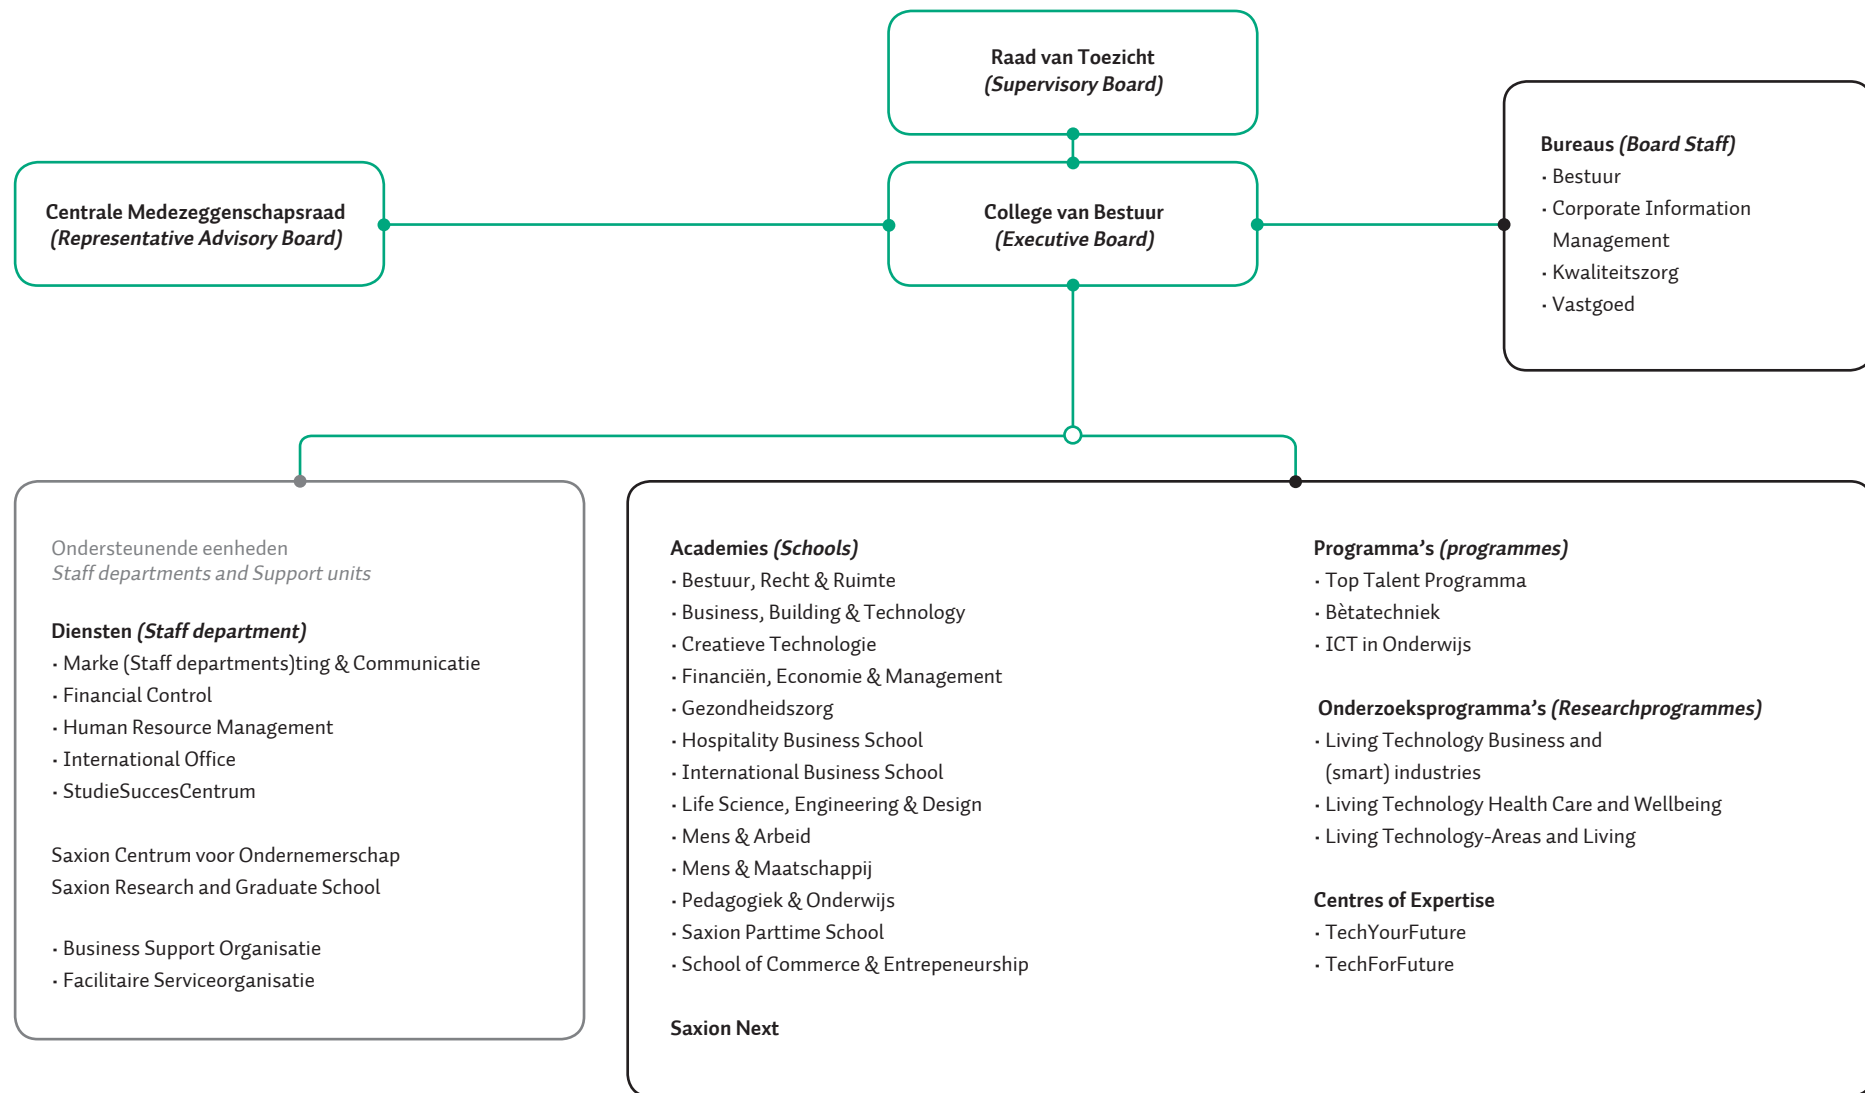 Raad van Toezicht
(Supervisory Board)
Centrale Medezeggenschapsraad
(Representative Advisory Board)
College van Bestuur
(Executive Board)
Bureaus (Board Staff)
· Bestuur
· Corporate Information
Management
· Kwaliteitszorg
· Vastgoed
Ondersteunende eenheden
Staff departments and Support units
Diensten (Staff department)
· Marke (Staff departments)ting & Communicatie
· Financial Control
· Human Resource Management
· International Office
· StudieSuccesCentrum
Saxion Centrum voor Ondernemerschap
Saxion Research and Graduate School
· Business Support Organisatie
· Facilitaire Serviceorganisatie
Academies (Schools)
· Bestuur, Recht & Ruimte
· Business, Building & Technology
· Creatieve Technologie
· Financiën, Economie & Management
· Gezondheidszorg
· Hospitality Business School
· International Business School
· Life Science, Engineering & Design
· Mens & Arbeid
· Mens & Maatschappij
· Pedagogiek & Onderwijs
· Saxion Parttime School
· School of Commerce & Entrepeneurship
Saxion Next
Programma's (programmes)
· Top Talent Programma
· Bètatechniek
· ICT in Onderwijs
Onderzoeksprogramma's (Researchprogrammes)
· Living Technology Business and
(smart) industries
· Living Technology Health Care and Wellbeing
· Living Technology-Areas and Living
Centres of Expertise
· TechYourFuture
· TechForFuture